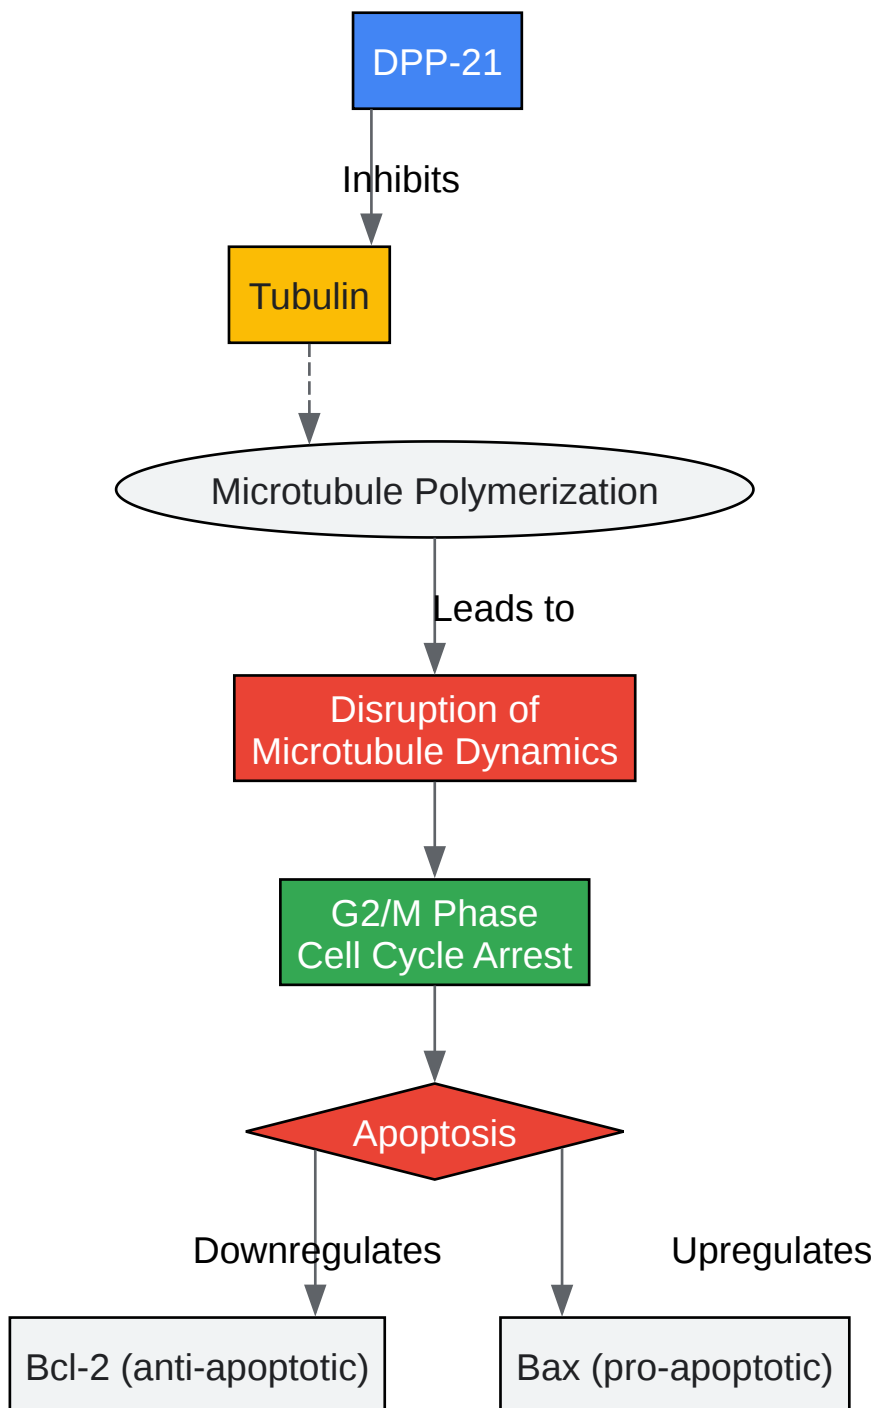 DPP-21
Inhibits
Tubulin
Microtubule Polymerization
Leads to
Disruption of
Microtubule Dynamics
G2/M Phase
Cell Cycle Arrest
Apoptosis
Downregulates
Upregulates
Bcl-2 (anti-apoptotic)
Bax (pro-apoptotic)